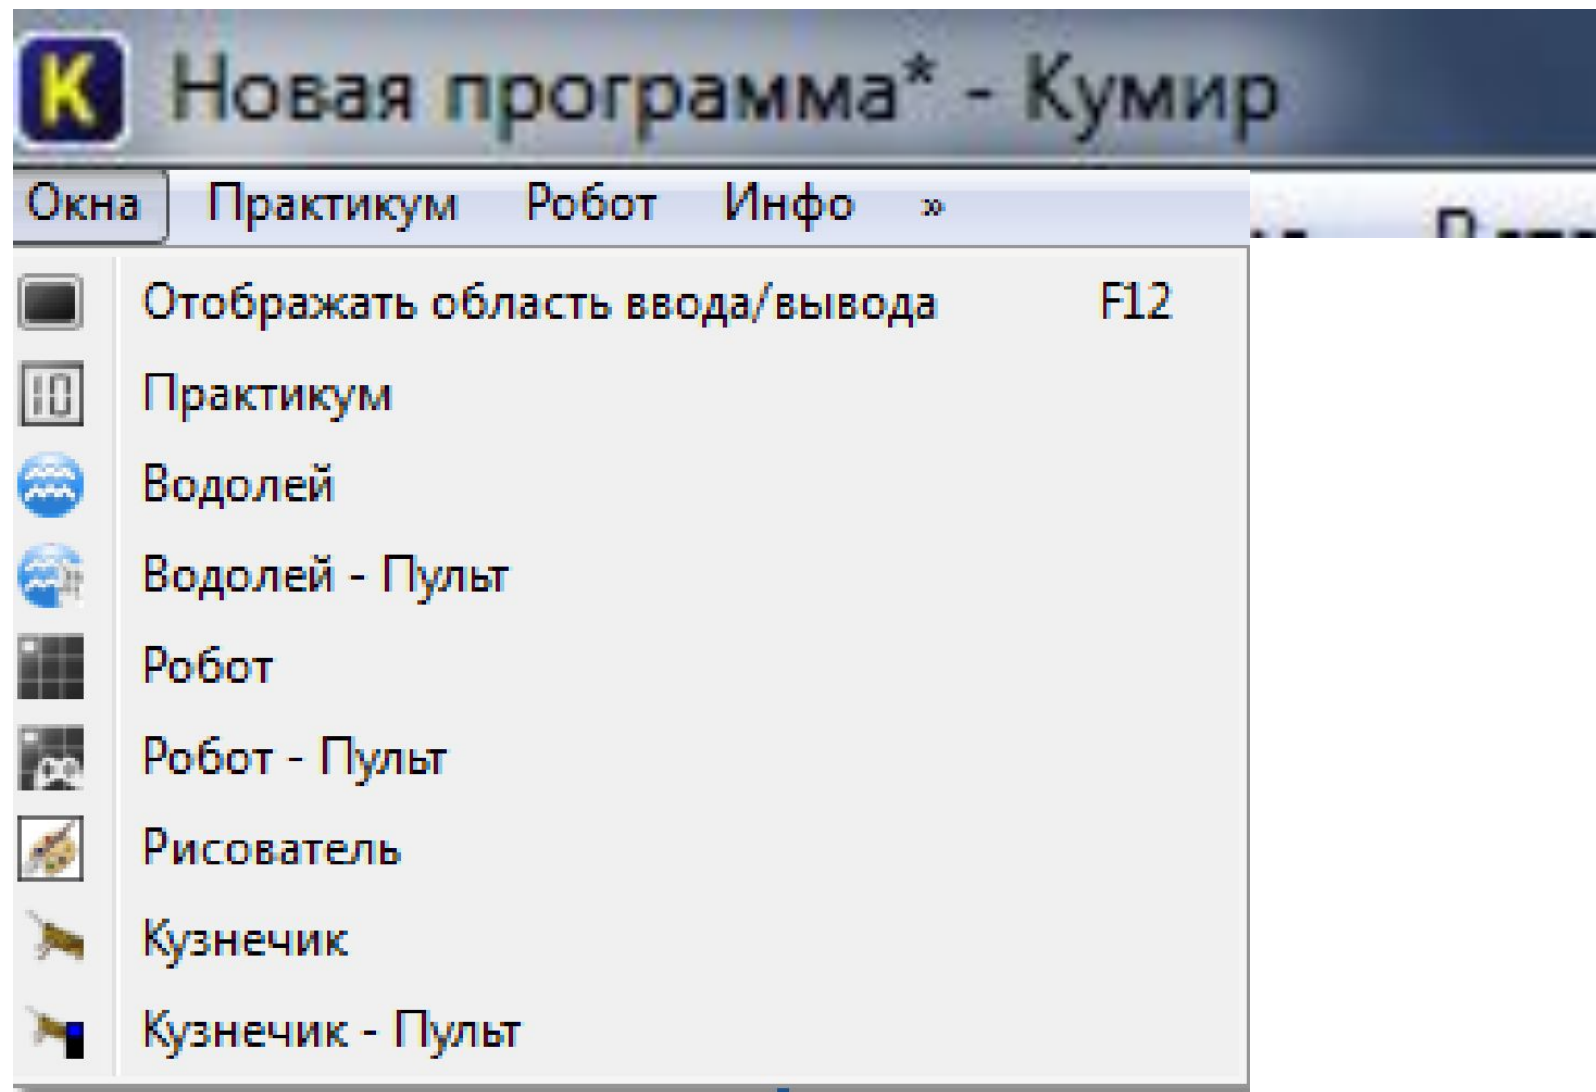 K Новая программа* - Кумир
Окна Практикум Робот Инфо »
Отображать область ввода/вывода F12
Практикум
Водолей
Водолей - Пульт
Робот
Робот - Пульт
Рисователь
Кузнечик
Кузнечик - Пульт